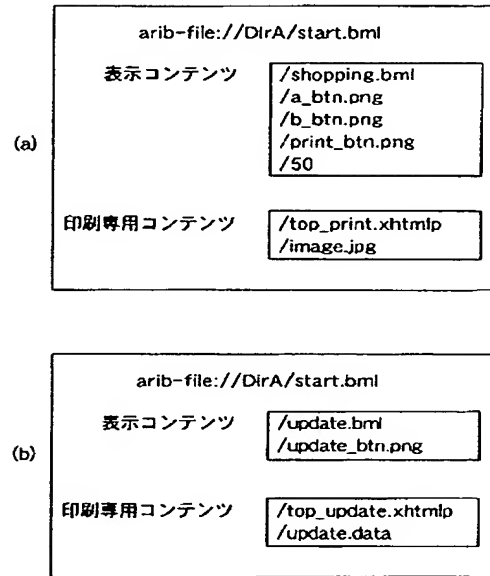 arib-file://DirA/start.bml
表示コンテンツ
/shopping.bml
/a_btn.png
/b_btn.png
/print_btn.png
/50
(a)
印刷専用コンテンツ
/top_print.xhtmlp
/image.jpg
arib-file://DirA/start.bml
表示コンテンツ
/update.bml
/update_btn.png
(b)
印刷専用コンテンツ
/top_update.xhtmlp
/update.data